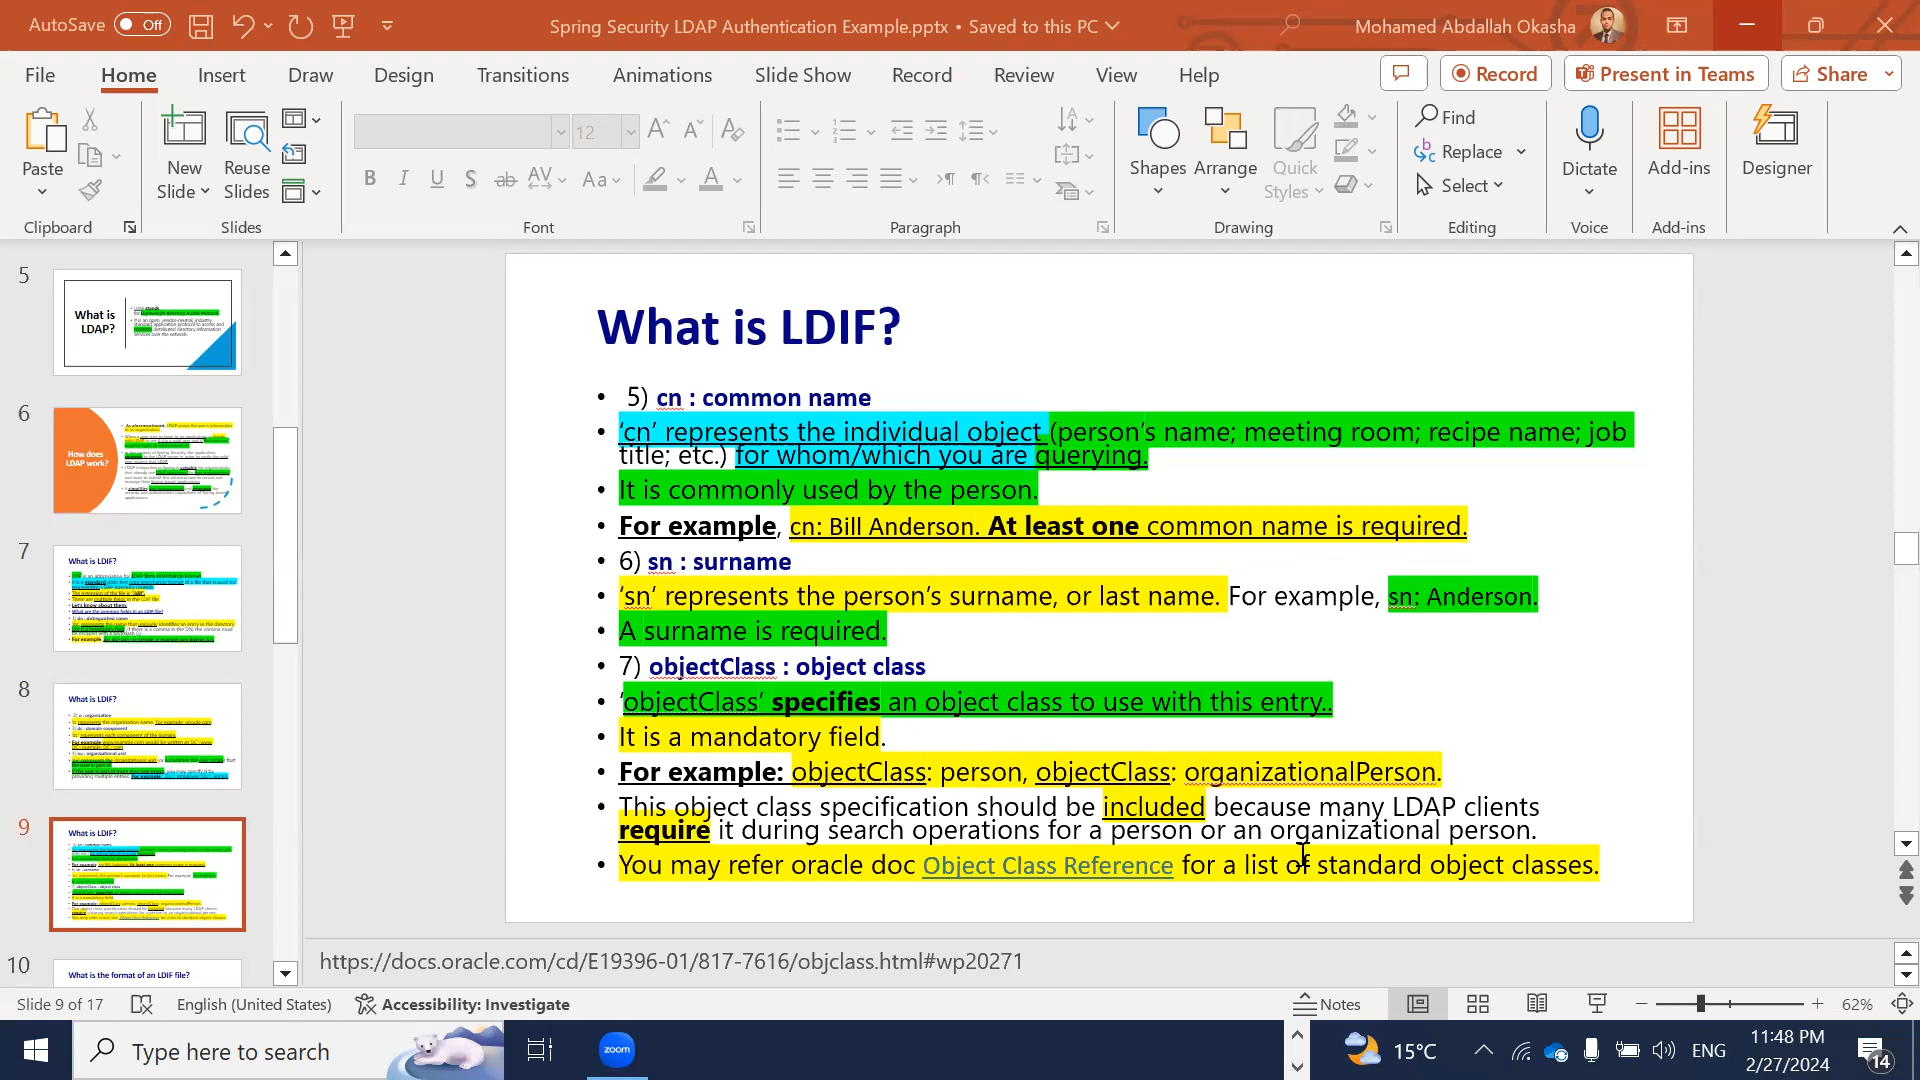 AutoSave Off
Spring Security LDAP Authentication Example.pptx • Saved to this PC
Mohamed Abdallah Okasha
File Home Insert Draw Design Transitions Animations Slide Show Record Review View Help
Record
Present in Teams
Share
Paste
New Slide
Reuse Slides
12
Shapes
Arrange
Quick Styles
Find
Replace
Select
Dictate
Add-ins
Designer
Clipboard Slides Font Paragraph Drawing Editing Voice Add-ins
5
What is LDAP?
6
How does LDAP work?
7
What is LDIF?
8
What is LDIF?
9
What is LDIF?
10
What is the format of an LDIF file?
What is LDIF?
• 5) cn : common name
• ‘cn’ represents the individual object (person’s name; meeting room; recipe name; job
title; etc.) for whom/which you are querying.
• It is commonly used by the person.
• For example, cn: Bill Anderson. At least one common name is required.
• 6) sn : surname
• ‘sn’ represents the person’s surname, or last name. For example, sn: Anderson.
• A surname is required.
• 7) objectClass : object class
• ‘objectClass’ specifies an object class to use with this entry..
• It is a mandatory field.
• For example: objectClass: person, objectClass: organizationalPerson.
• This object class specification should be included because many LDAP clients
require it during search operations for a person or an organizational person.
• You may refer oracle doc Object Class Reference for a list of standard object classes.
https://docs.oracle.com/cd/E19396-01/817-7616/objclass.html#wp20271
Slide 9 of 17
English (United States)
Accessibility: Investigate
Notes
62%
Type here to search
zoom
15°C
ENG
11:48 PM
2/27/2024
14